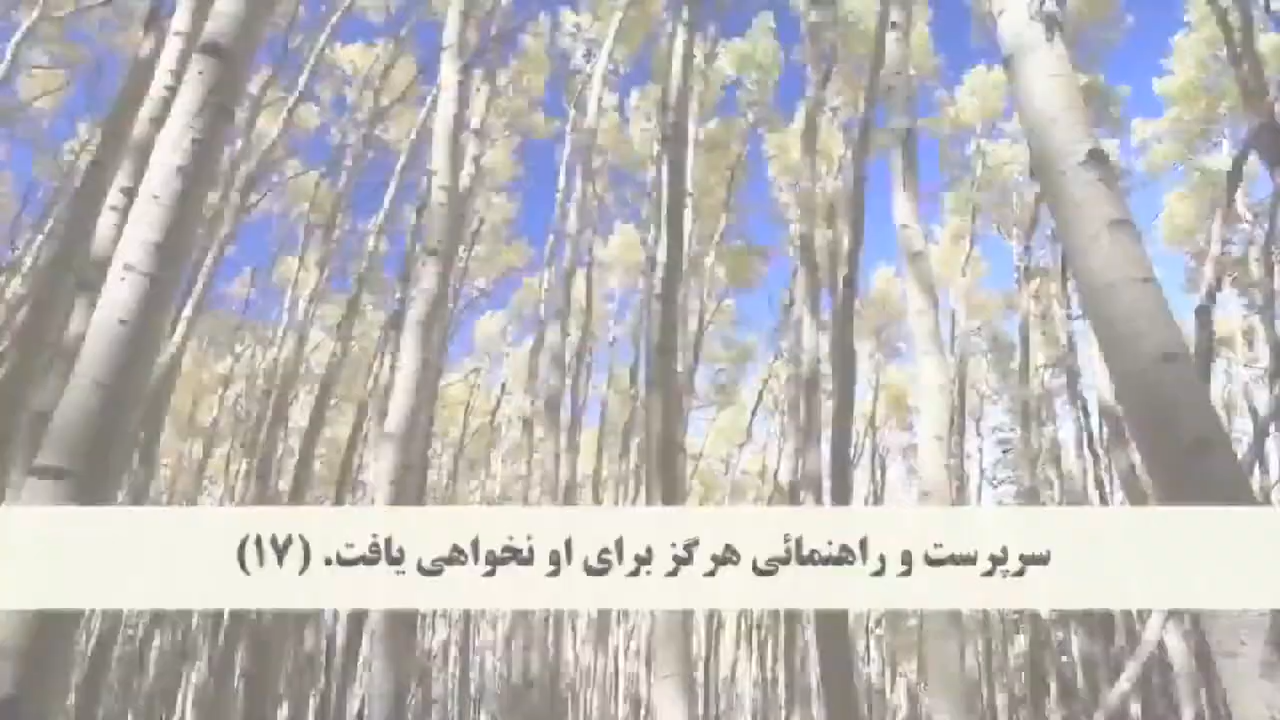 سرپرست و راهنمائی هرگز برای او نخواهی یافت. (۱۷)